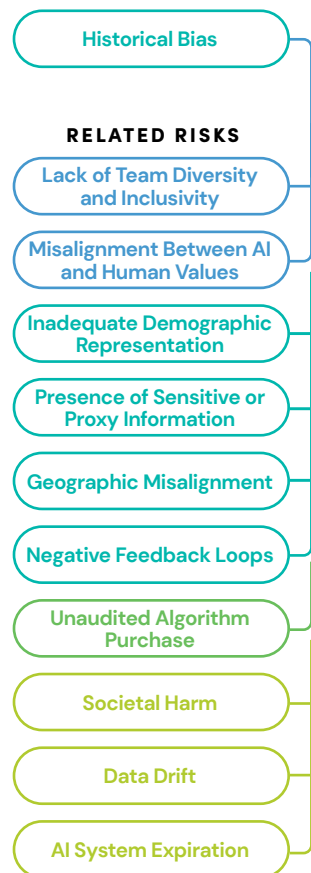 Historical Bias
RELATED RISKS
Lack of Team Diversity
and Inclusivity
Misalignment Between AI
and Human Values
Inadequate Demographic
Representation
Presence of Sensitive or
Proxy Information
Geographic Misalignment
Negative Feedback Loops
Unaudited Algorithm
Purchase
Societal Harm
Data Drift
AI System Expiration